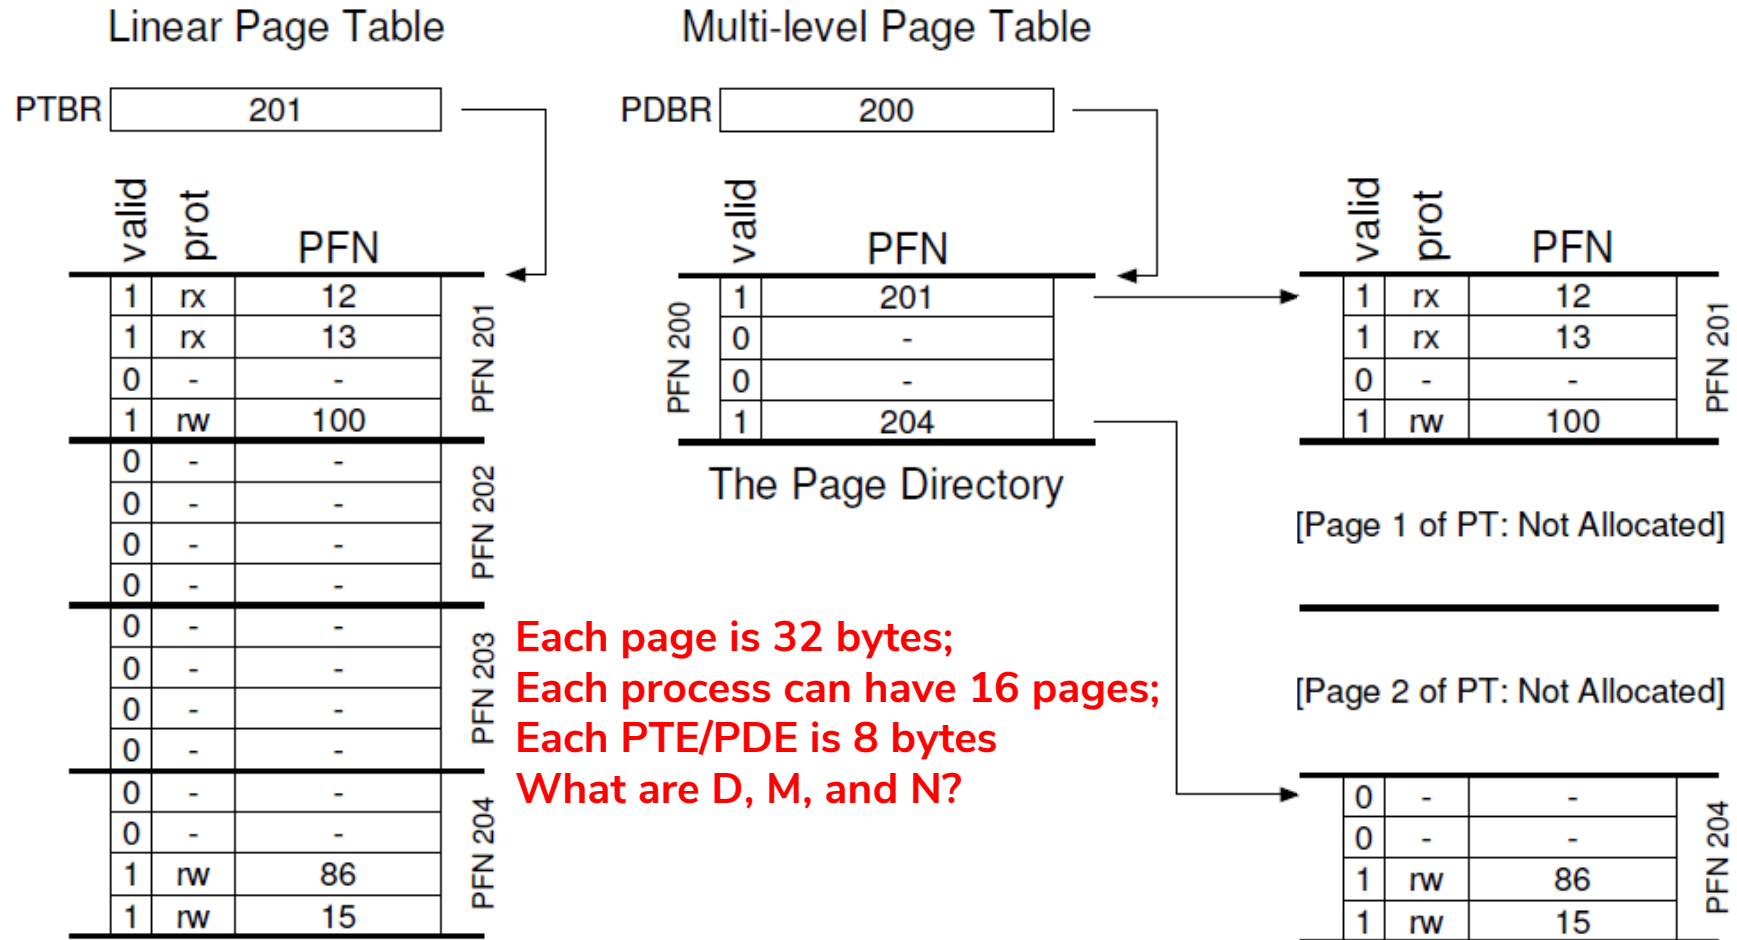 Linear Page Table
PTBR 201
valid prot PFN
1 rx 12
1 rx 13
0 - -
1 rw 100
PFN 201
0 - -
0 - -
0 - -
0 - -
PFN 202
0 - -
0 - -
0 - -
0 - -
PFN 203
0 - -
0 - -
1 rw 86
1 rw 15
PFN 204
Multi-level Page Table
PDBR 200
valid PFN
PFN 200
1 201
0 -
0 -
1 204
The Page Directory
Each page is 32 bytes;
Each process can have 16 pages;
Each PTE/PDE is 8 bytes
What are D, M, and N?
valid prot PFN
1 rx 12
1 rx 13
0 - -
1 rw 100
PFN 201
[Page 1 of PT: Not Allocated]
[Page 2 of PT: Not Allocated]
0 - -
0 - -
1 rw 86
1 rw 15
PFN 204